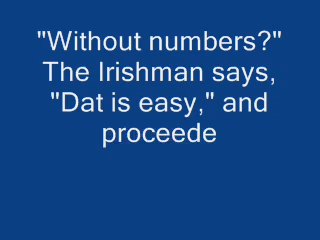 "Without numbers?"
The Irishman says,
"Dat is easy," and
proceede